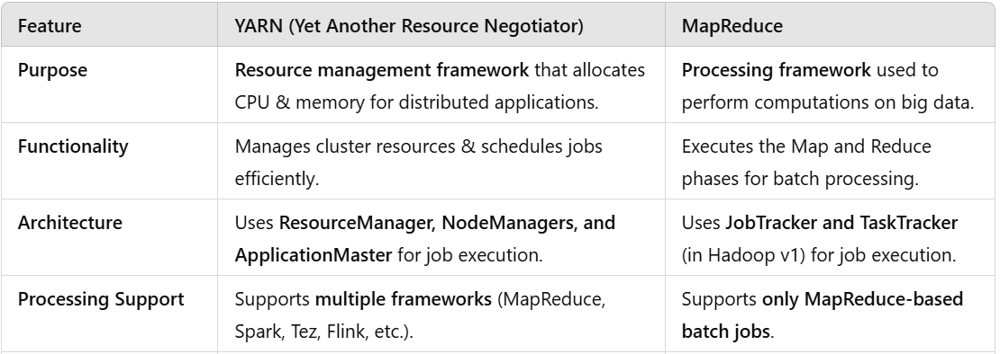 Feature YARN (Yet Another Resource Negotiator) MapReduce
Purpose
Resource management framework that allocates
CPU & memory for distributed applications.
Processing framework used to
perform computations on big data.
Functionality
Manages cluster resources & schedules jobs
efficiently.
Executes the Map and Reduce
phases for batch processing.
Architecture
Uses ResourceManager, NodeManagers, and
ApplicationMaster for job execution.
Uses JobTracker and TaskTracker
(in Hadoop v1) for job execution.
Processing Support
Supports multiple frameworks (MapReduce,
Spark, Tez, Flink, etc.).
Supports only MapReduce-based
batch jobs.